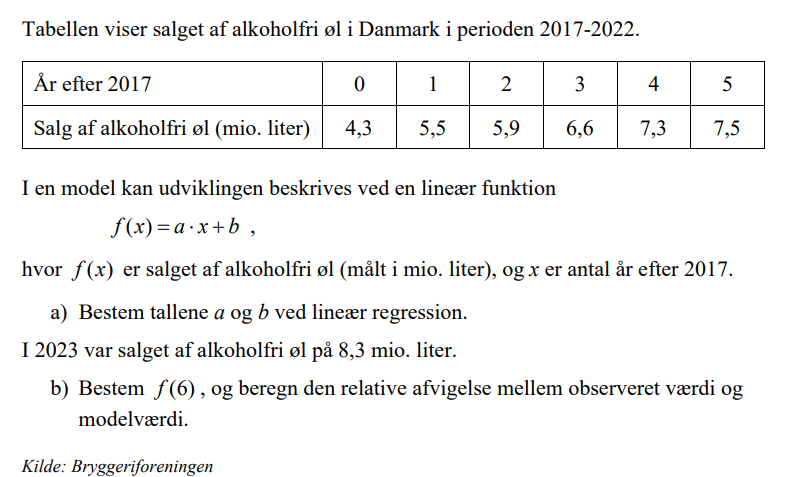 Tabellen viser salget af alkoholfri øl i Danmark i perioden 2017-2022.
År efter 2017 0 1 2 3 4 5
Salg af alkoholfri øl (mio. liter) 4,3 5,5 5,9 6,6 7,3 7,5
I en model kan udviklingen beskrives ved en lineær funktion
f(x)=a·x+b ,
hvor f(x) er salget af alkoholfri øl (målt i mio. liter), og x er antal år efter 2017.
a) Bestem tallene a og b ved lineær regression.
I 2023 var salget af alkoholfri øl på 8,3 mio. liter.
b) Bestem f(6), og beregn den relative afvigelse mellem observeret værdi og
modelværdi.
Kilde: Bryggeriforeningen